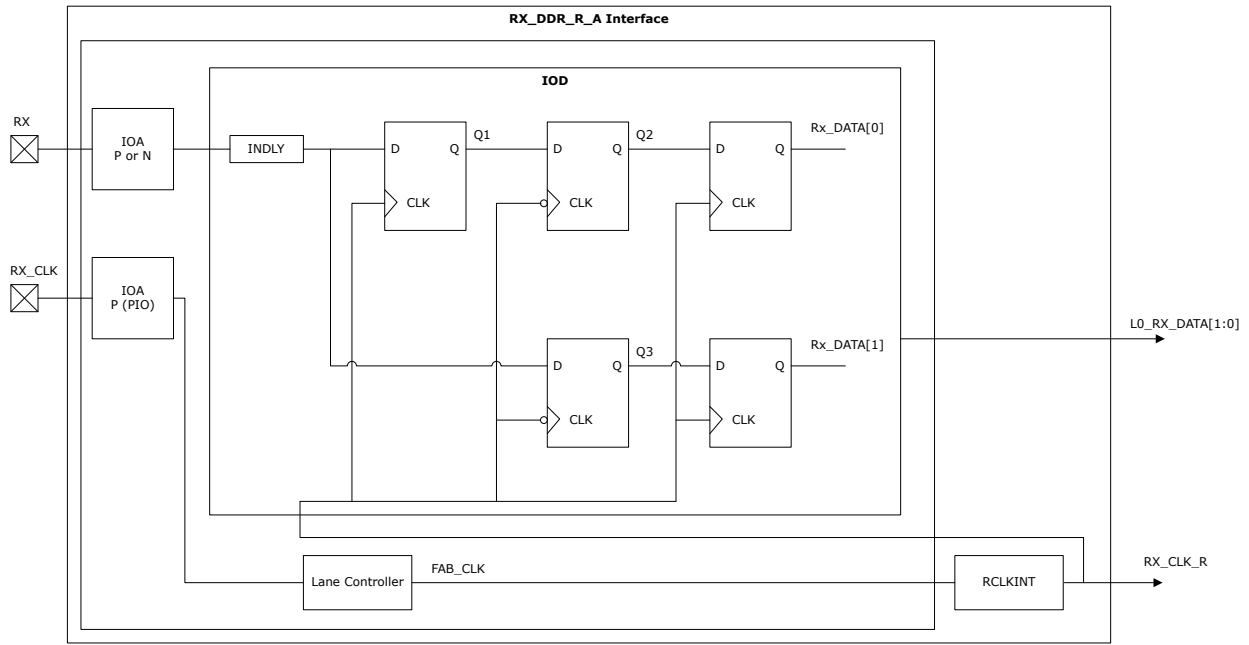 RX_DDR_R_A Interface
IOD
RX
IOA
P or N
INDLY
D
Q
CLK
Q1
D
Q
CLK
Q2
D
Q
CLK
Rx_DATA[0]
RX_CLK
IOA
P (PIO)
D
Q
CLK
Q3
D
Q
CLK
Rx_DATA[1]
L0_RX_DATA[1:0]
Lane Controller
FAB_CLK
RCLKINT
RX_CLK_R